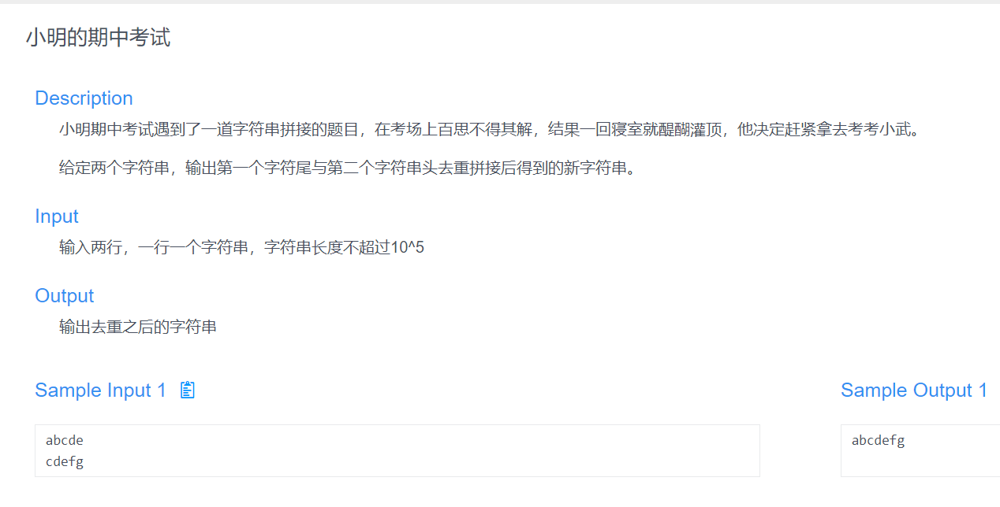 小明的期中考试
Description
小明期中考试遇到了一道字符串拼接的题目，在考场上百思不得其解，结果一回寝室就醍醐灌顶，他决定赶紧拿去考考小武。
给定两个字符串，输出第一个字符尾与第二个字符串头去重拼接后得到的新字符串。
Input
输入两行，一行一个字符串，字符串长度不超过10^5
Output
输出去重之后的字符串
Sample Input 1
abcde
cdefg
Sample Output 1
abcdefg